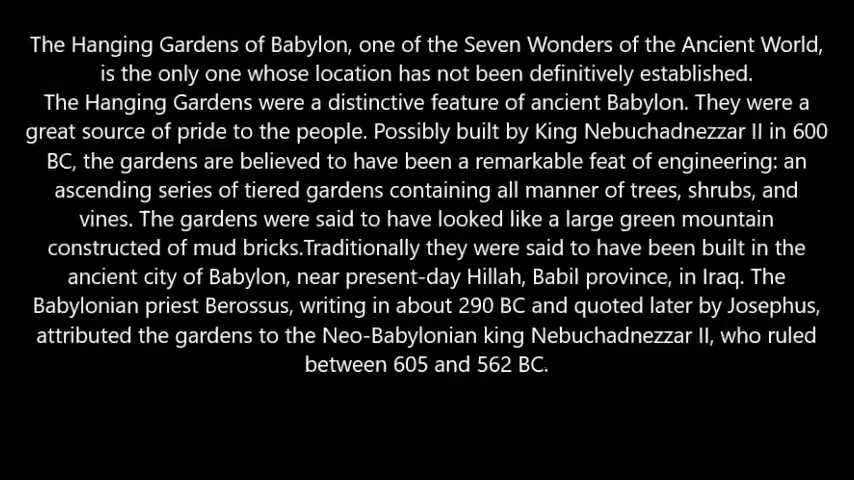 The Hanging Gardens of Babylon, one of the Seven Wonders of the Ancient World,
is the only one whose location has not been definitively established.
The Hanging Gardens were a distinctive feature of ancient Babylon. They were a
great source of pride to the people. Possibly built by King Nebuchadnezzar II in 600
BC, the gardens are believed to have been a remarkable feat of engineering: an
ascending series of tiered gardens containing all manner of trees, shrubs, and
vines. The gardens were said to have looked like a large green mountain
constructed of mud bricks.Traditionally they were said to have been built in the
ancient city of Babylon, near present-day Hillah, Babil province, in Iraq. The
Babylonian priest Berossus, writing in about 290 BC and quoted later by Josephus,
attributed the gardens to the Neo-Babylonian king Nebuchadnezzar II, who ruled
between 605 and 562 BC.